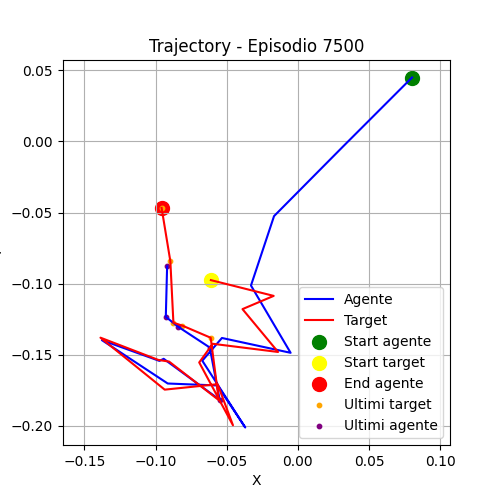 Trajectory - Episodio 7500
0.05
0.00
−0.05
−0.10
−0.15
−0.20
Agente
Target
Start agente
Start target
End agente
Ultimi target
Ultimi agente
−0.15 −0.10 −0.05 0.00 0.05 0.10
X